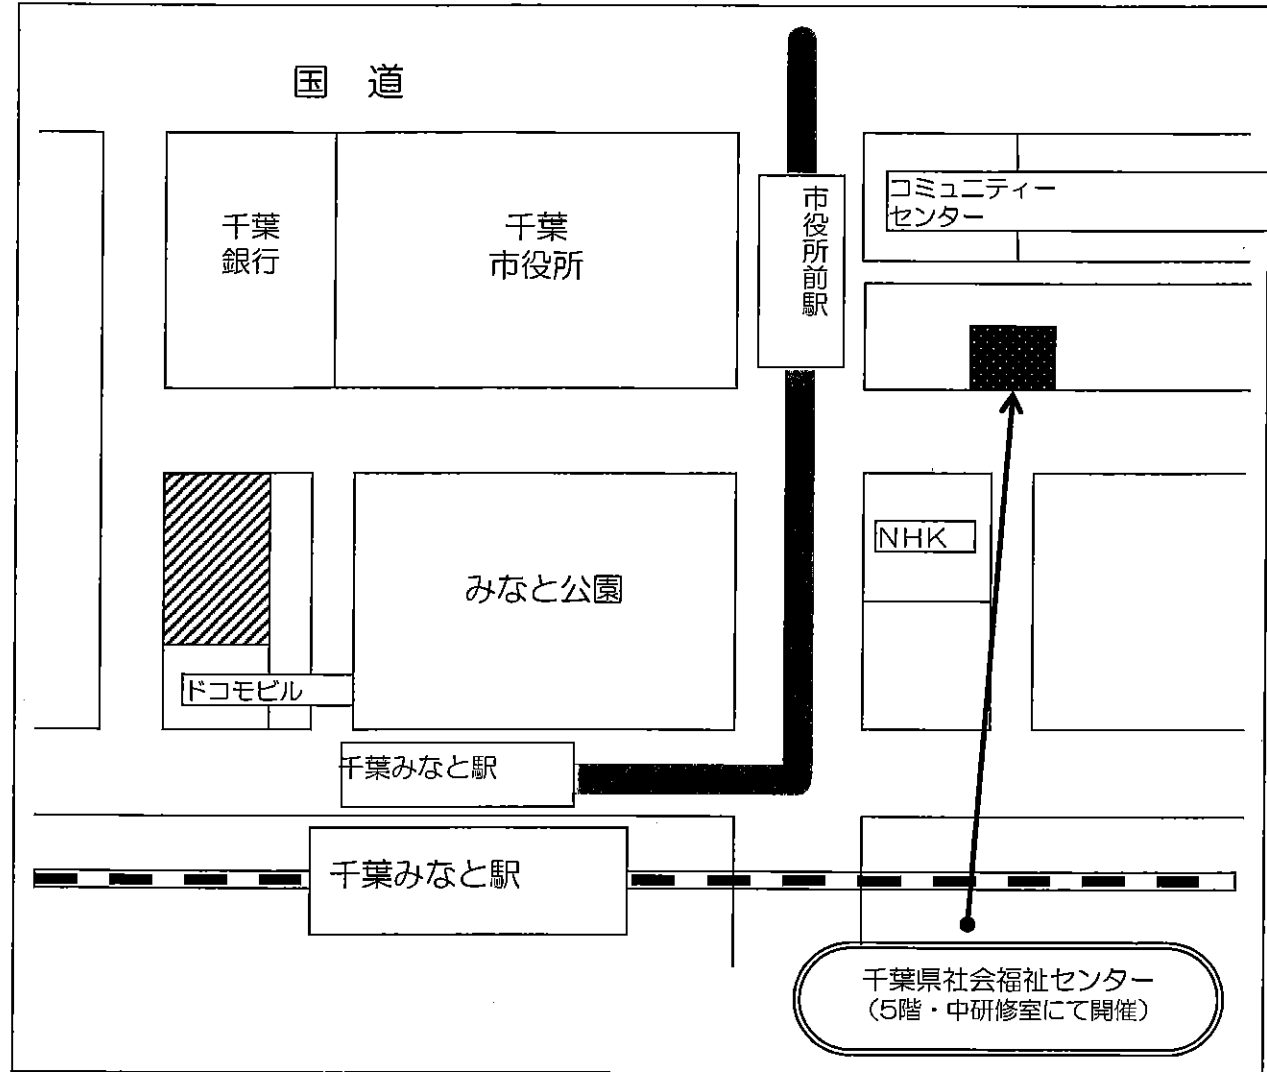 国 道
千葉
銀行
千葉
市役所
市役所前駅
コミュニティー
センター
NHK
みなと公園
ドコモビル
千葉みなと駅
千葉みなと駅
千葉県社会福祉センター
(5階・中研修室にて開催)